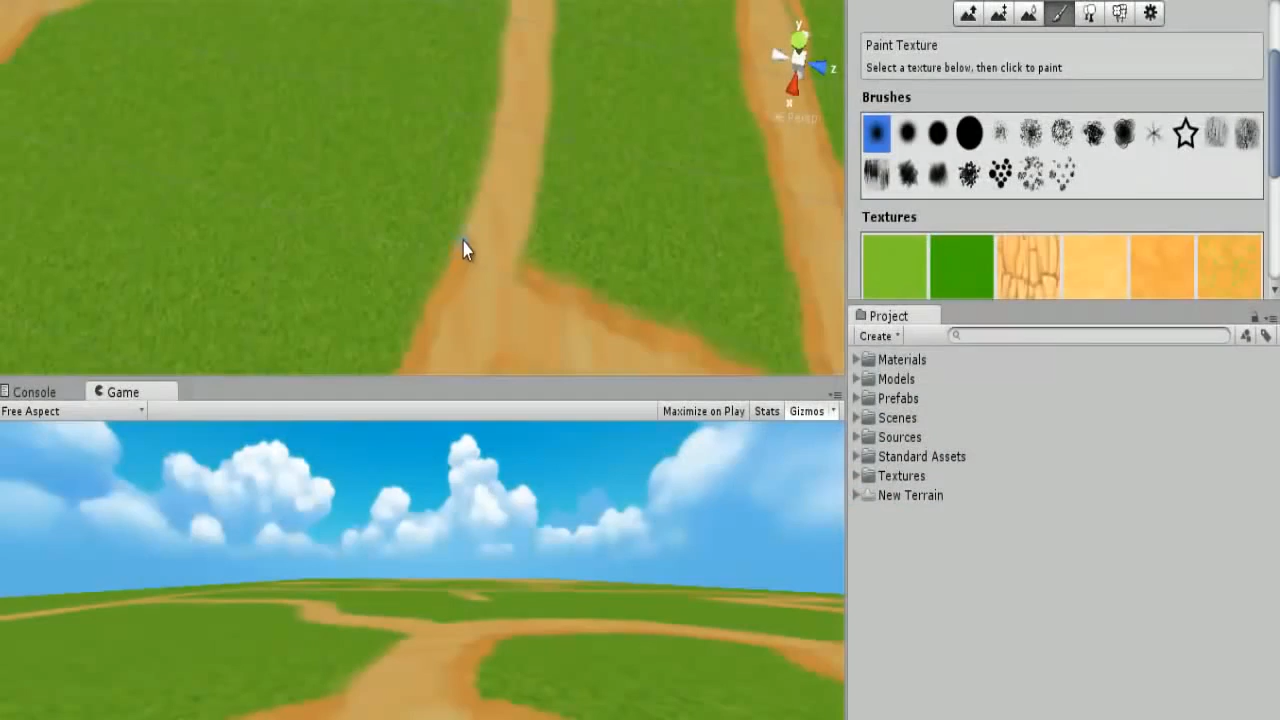 y
z
x
Persp
Paint Texture
Select a texture below, then click to paint
Brushes
Textures
Project
Create
Materials
Models
Prefabs
Scenes
Sources
Standard Assets
Textures
New Terrain
Console
Game
Free Aspect
Maximize on Play
Stats
Gizmos